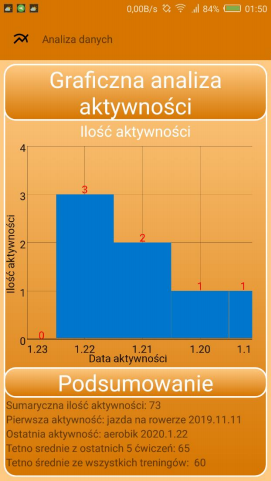 0,00B/s 84% 01:50
Analiza danych
Graficzna analiza
aktywności
Ilość aktywności
Ilość aktywności
4
3
2
1
0
0
3
2
1
1
1.23 1.22 1.21 1.20 1.1
Data aktywności
Podsumowanie
Sumaryczna ilość aktywności: 73
Pierwsza aktywność: jazda na rowerze 2019.11.11
Ostatnia aktywność: aerobik 2020.1.22
Tetno srednie z ostatnich 5 ćwiczeń: 65
Tetno średnie ze wszystkich treningów: 60